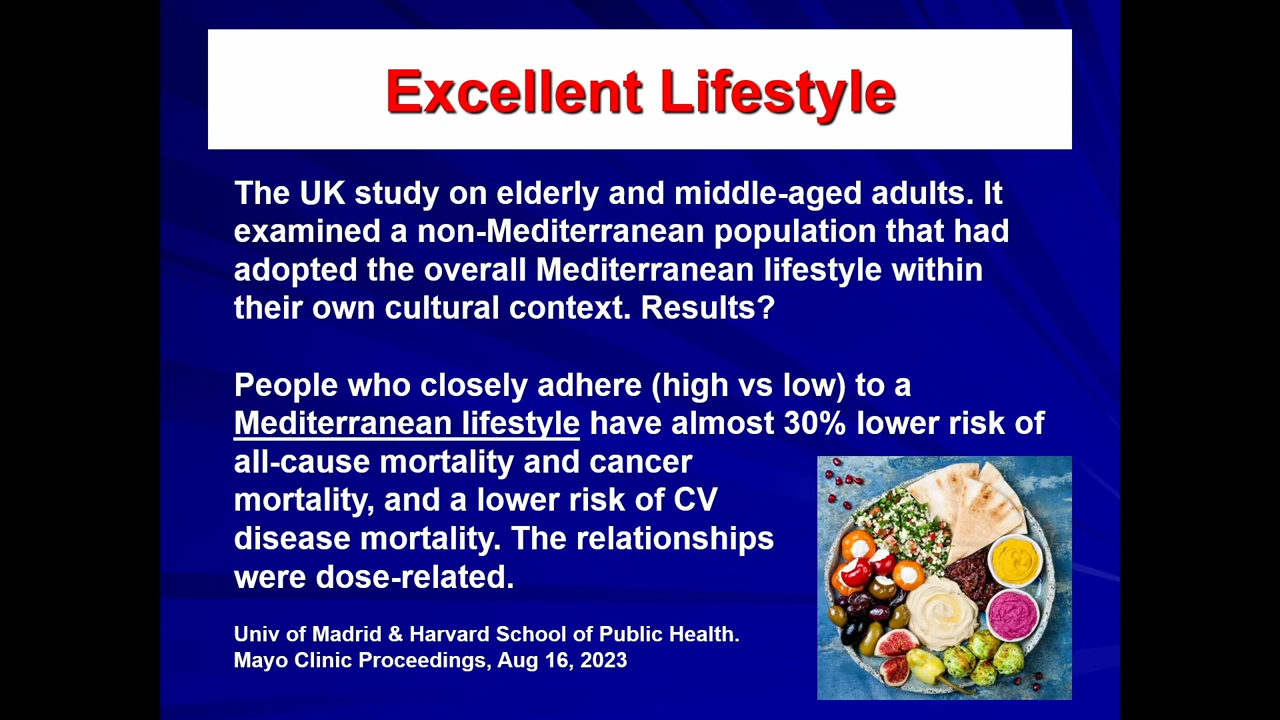 Excellent Lifestyle
The UK study on elderly and middle-aged adults. It
examined a non-Mediterranean population that had
adopted the overall Mediterranean lifestyle within
their own cultural context. Results?
People who closely adhere (high vs low) to a
Mediterranean lifestyle have almost 30% lower risk of
all-cause mortality and cancer
mortality, and a lower risk of CV
disease mortality. The relationships
were dose-related.
Univ of Madrid & Harvard School of Public Health.
Mayo Clinic Proceedings, Aug 16, 2023